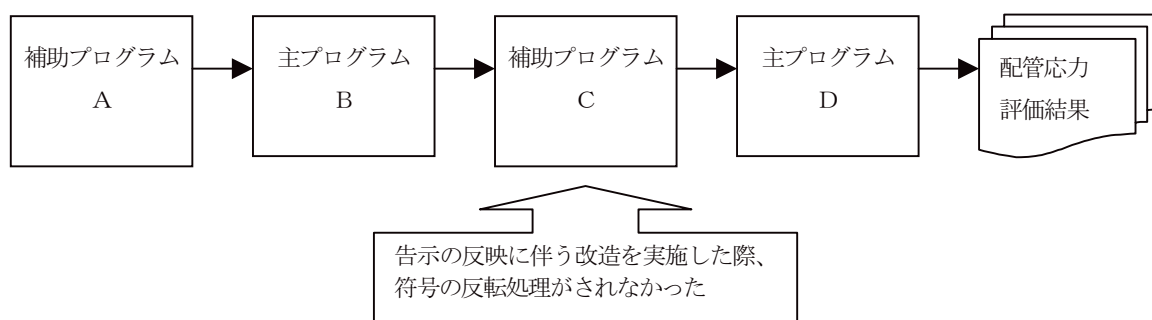 補助プログラム
A
主プログラム
B
補助プログラム
C
主プログラム
D
配管応力
評価結果
告示の反映に伴う改造を実施した際、
符号の反転処理がされなかった